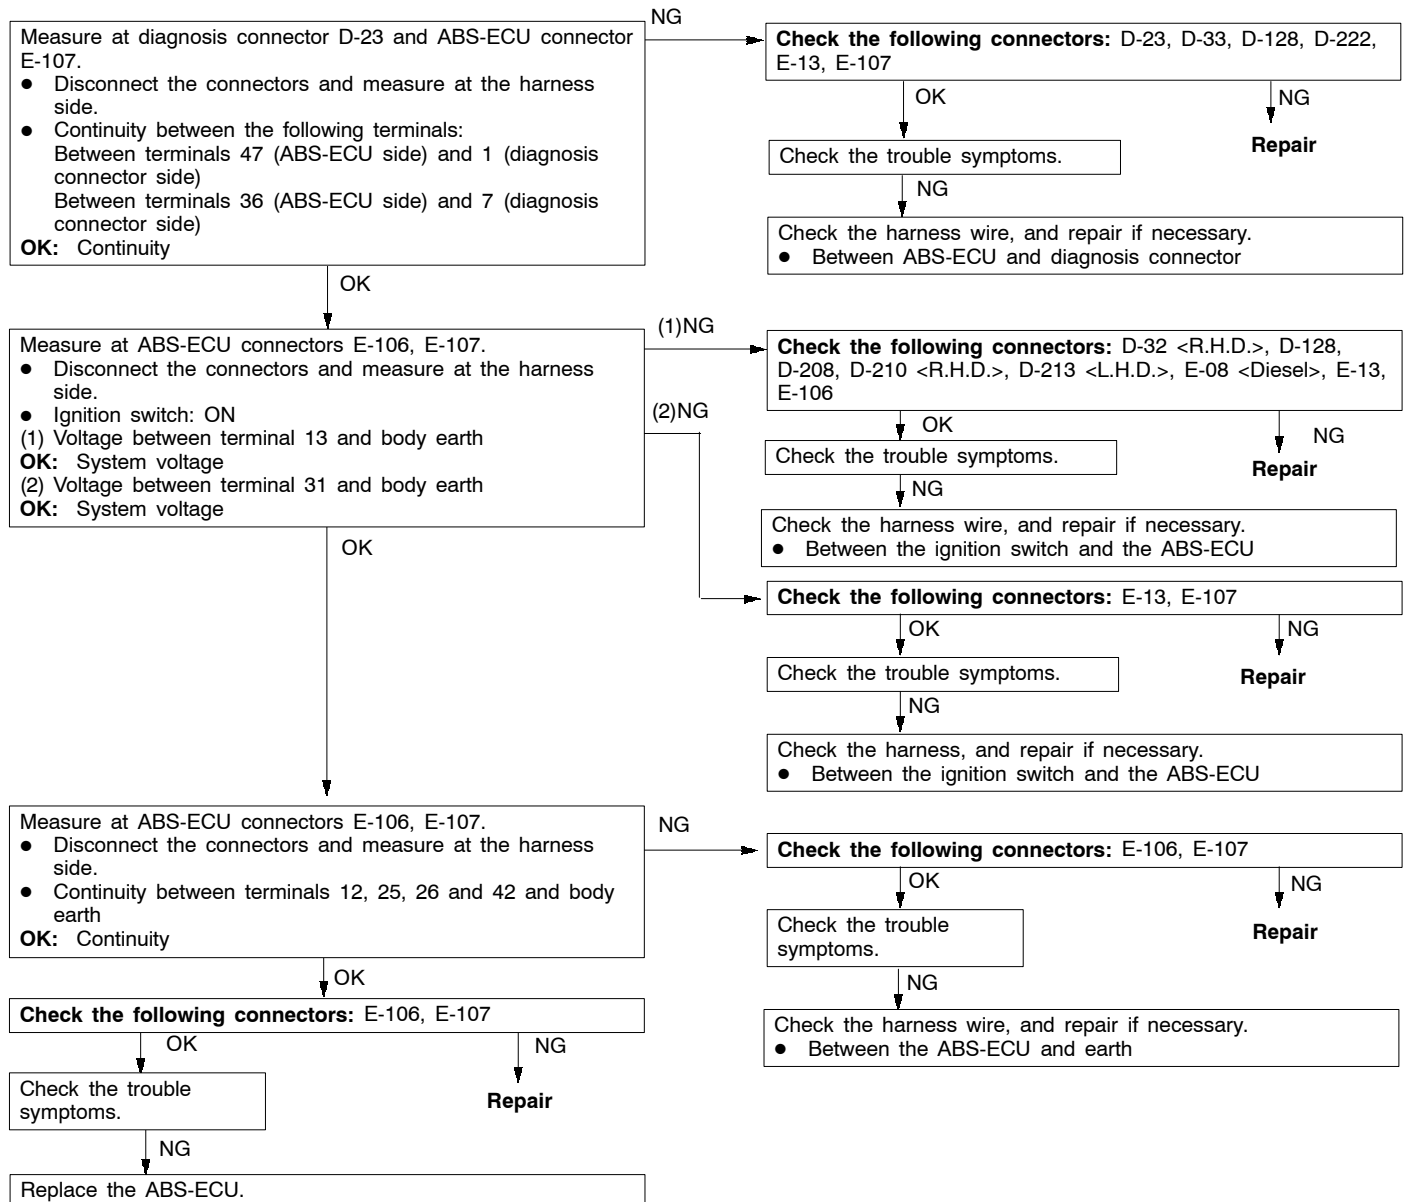 Measure at diagnosis connector D-23 and ABS-ECU connector
E-107.
● Disconnect the connectors and measure at the harness
side.
● Continuity between the following terminals:
Between terminals 47 (ABS-ECU side) and 1 (diagnosis
connector side)
Between terminals 36 (ABS-ECU side) and 7 (diagnosis
connector side)
OK: Continuity
NG
Check the following connectors: D-23, D-33, D-128, D-222,
E-13, E-107
OK
NG
Repair
Check the trouble symptoms.
NG
Check the harness wire, and repair if necessary.
● Between ABS-ECU and diagnosis connector
OK
Measure at ABS-ECU connectors E-106, E-107.
● Disconnect the connectors and measure at the harness
side.
● Ignition switch: ON
(1) Voltage between terminal 13 and body earth
OK: System voltage
(2) Voltage between terminal 31 and body earth
OK: System voltage
(1)NG
Check the following connectors: D-32 <R.H.D.>, D-128,
D-208, D-210 <R.H.D.>, D-213 <L.H.D.>, E-08 <Diesel>, E-13,
E-106
OK
NG
Repair
Check the trouble symptoms.
NG
Check the harness wire, and repair if necessary.
● Between the ignition switch and the ABS-ECU
(2)NG
Check the following connectors: E-13, E-107
OK
NG
Repair
Check the trouble symptoms.
NG
Check the harness, and repair if necessary.
● Between the ignition switch and the ABS-ECU
OK
Measure at ABS-ECU connectors E-106, E-107.
● Disconnect the connectors and measure at the harness
side.
● Continuity between terminals 12, 25, 26 and 42 and body
earth
OK: Continuity
NG
Check the following connectors: E-106, E-107
OK
NG
Repair
Check the trouble
symptoms.
NG
Check the harness wire, and repair if necessary.
● Between the ABS-ECU and earth
OK
Check the following connectors: E-106, E-107
OK
NG
Repair
Check the trouble
symptoms.
NG
Replace the ABS-ECU.